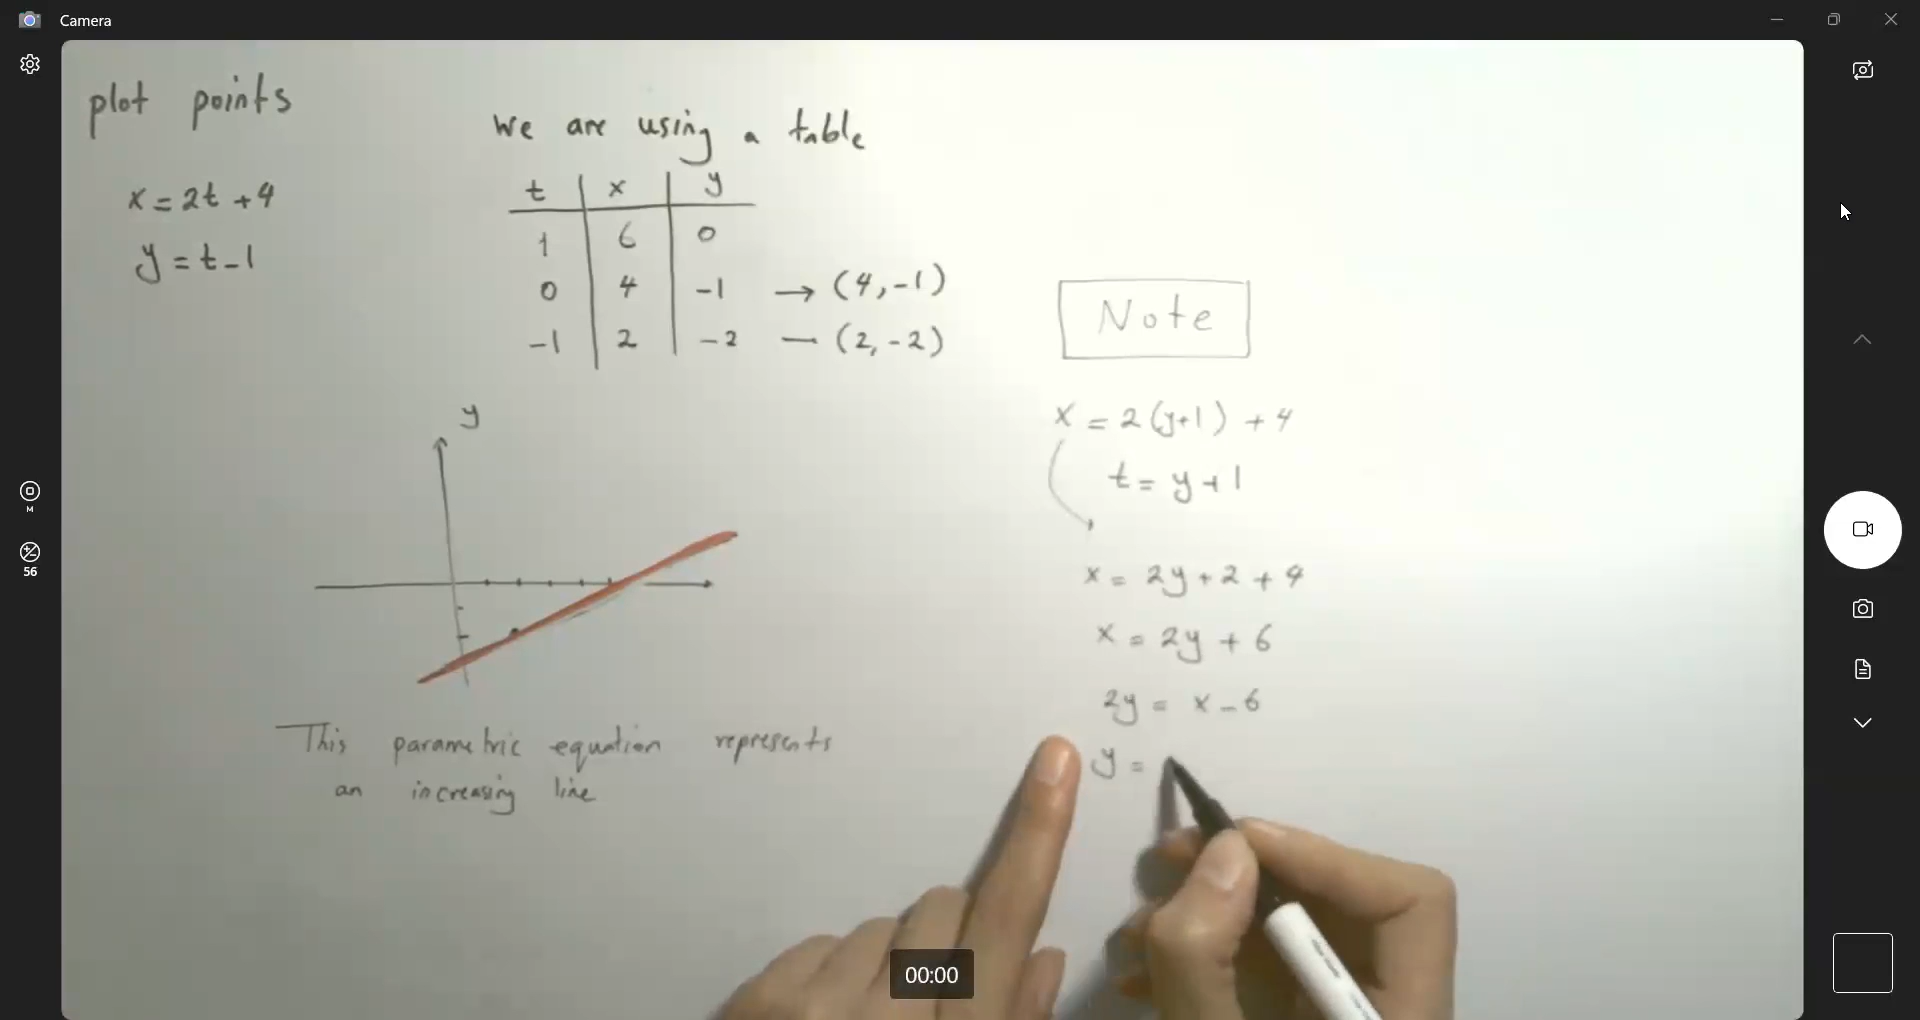 Camera
plot points
x = 2t + 4
y = t - 1
we are using a table
t x y
1 6 0
0 4 -1 → (4, -1)
-1 2 -2 — (2, -2)
y
This parametric equation represents
an increasing line
Note
x = 2(y+1) + 4
t = y + 1
x = 2y + 2 + 4
x = 2y + 6
2y = x - 6
y =
M
56
00:00